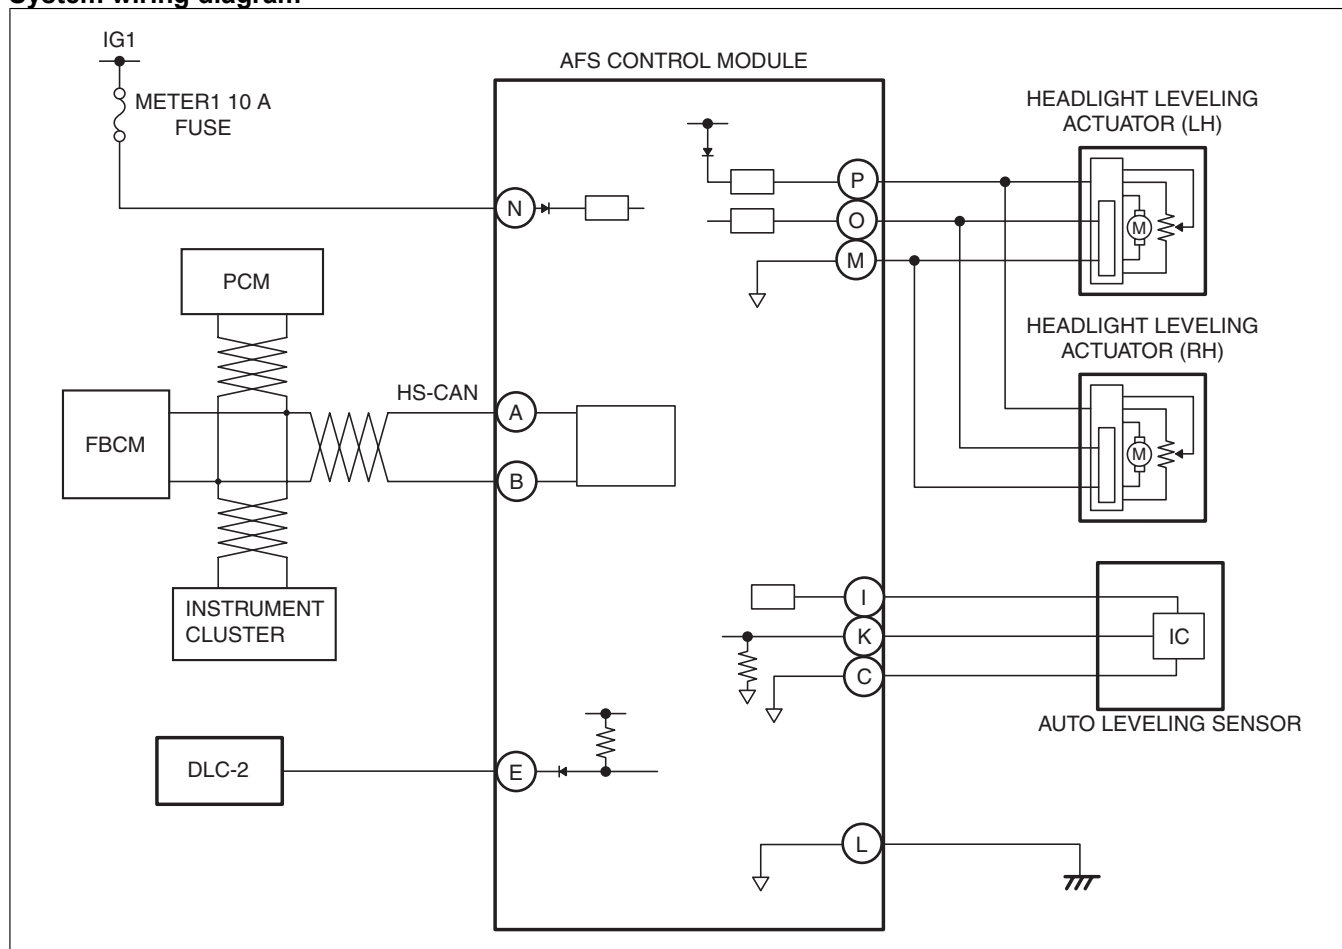 System wiring diagram
IG1
METER1 10 A
FUSE
AFS CONTROL MODULE
HEADLIGHT LEVELING
ACTUATOR (LH)
N
P
O
M
M
PCM
HEADLIGHT LEVELING
ACTUATOR (RH)
HS-CAN
A
FBCM
B
M
INSTRUMENT
CLUSTER
I
K
C
IC
AUTO LEVELING SENSOR
DLC-2
E
L